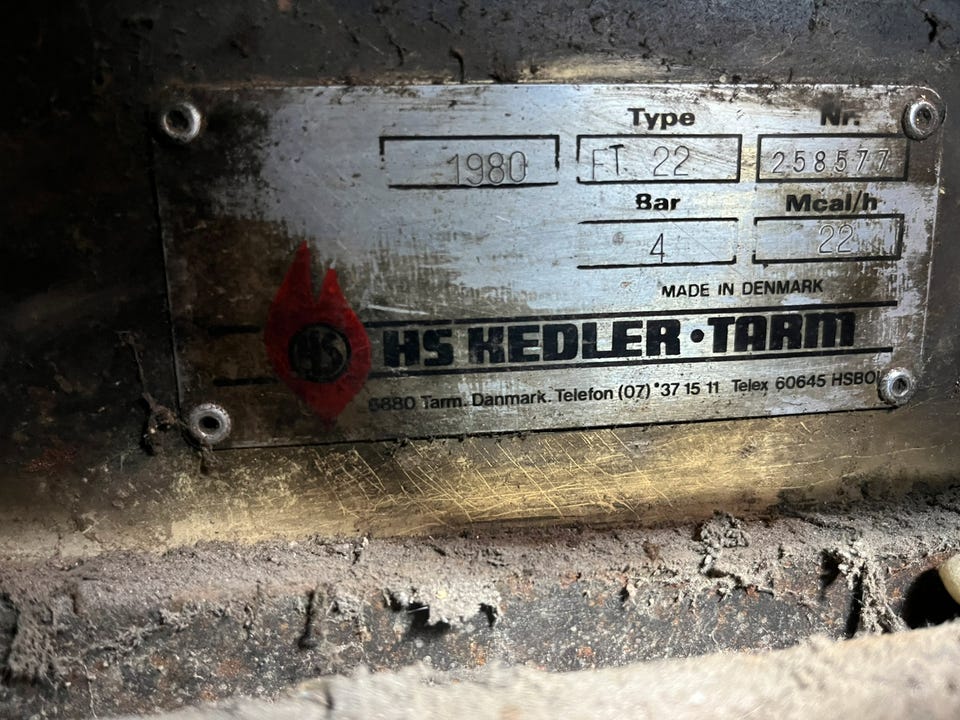 Type Nr.
1980 FT 22 258577
Bar Mcal/h
4 22
MADE IN DENMARK
HS HS KEDLER • TARM
6880 Tarm. Danmark. Telefon (07) *37 15 11 Telex 60645 HSBOI